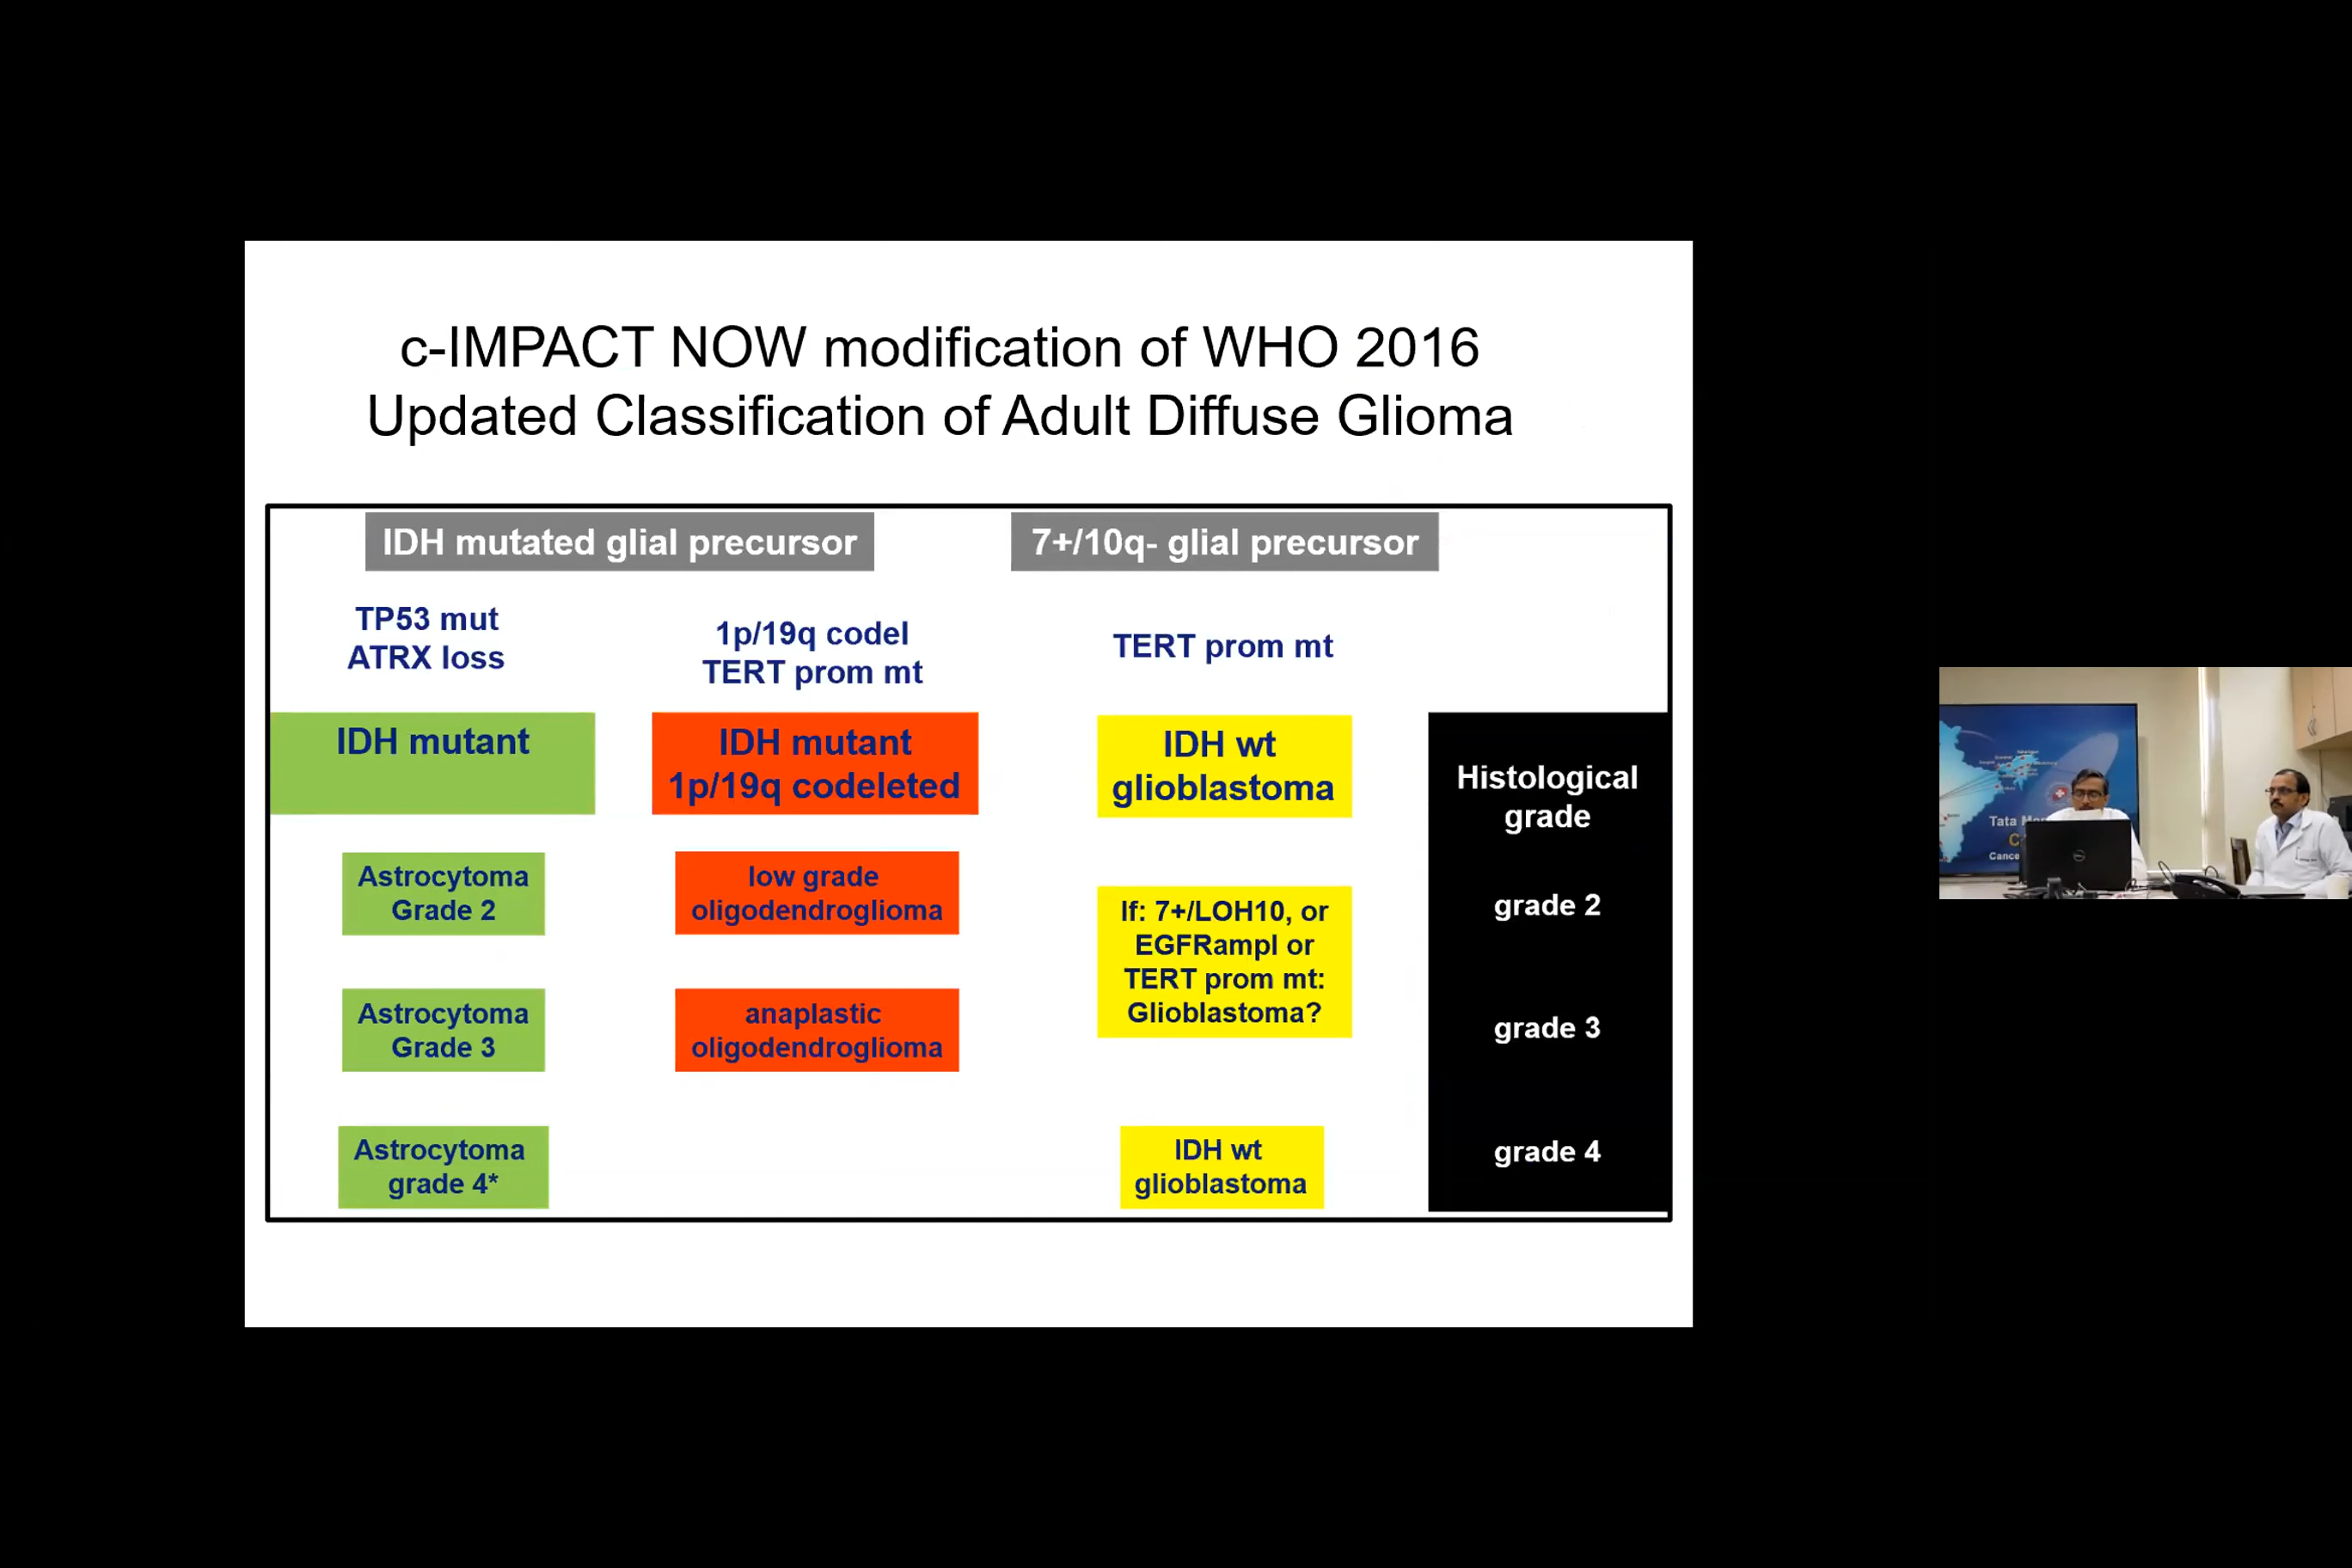 c-IMPACT NOW modification of WHO 2016
Updated Classification of Adult Diffuse Glioma
IDH mutated glial precursor
7+/10q- glial precursor
TP53 mut
ATRX loss
1p/19q codel
TERT prom mt
TERT prom mt
IDH mutant
IDH mutant
1p/19q codeleted
IDH wt
glioblastoma
Histological
grade
Astrocytoma
Grade 2
low grade
oligodendroglioma
If: 7+/LOH10, or
EGFRampl or
TERT prom mt:
Glioblastoma?
grade 2
Astrocytoma
Grade 3
anaplastic
oligodendroglioma
grade 3
Astrocytoma
grade 4*
IDH wt
glioblastoma
grade 4
Tata